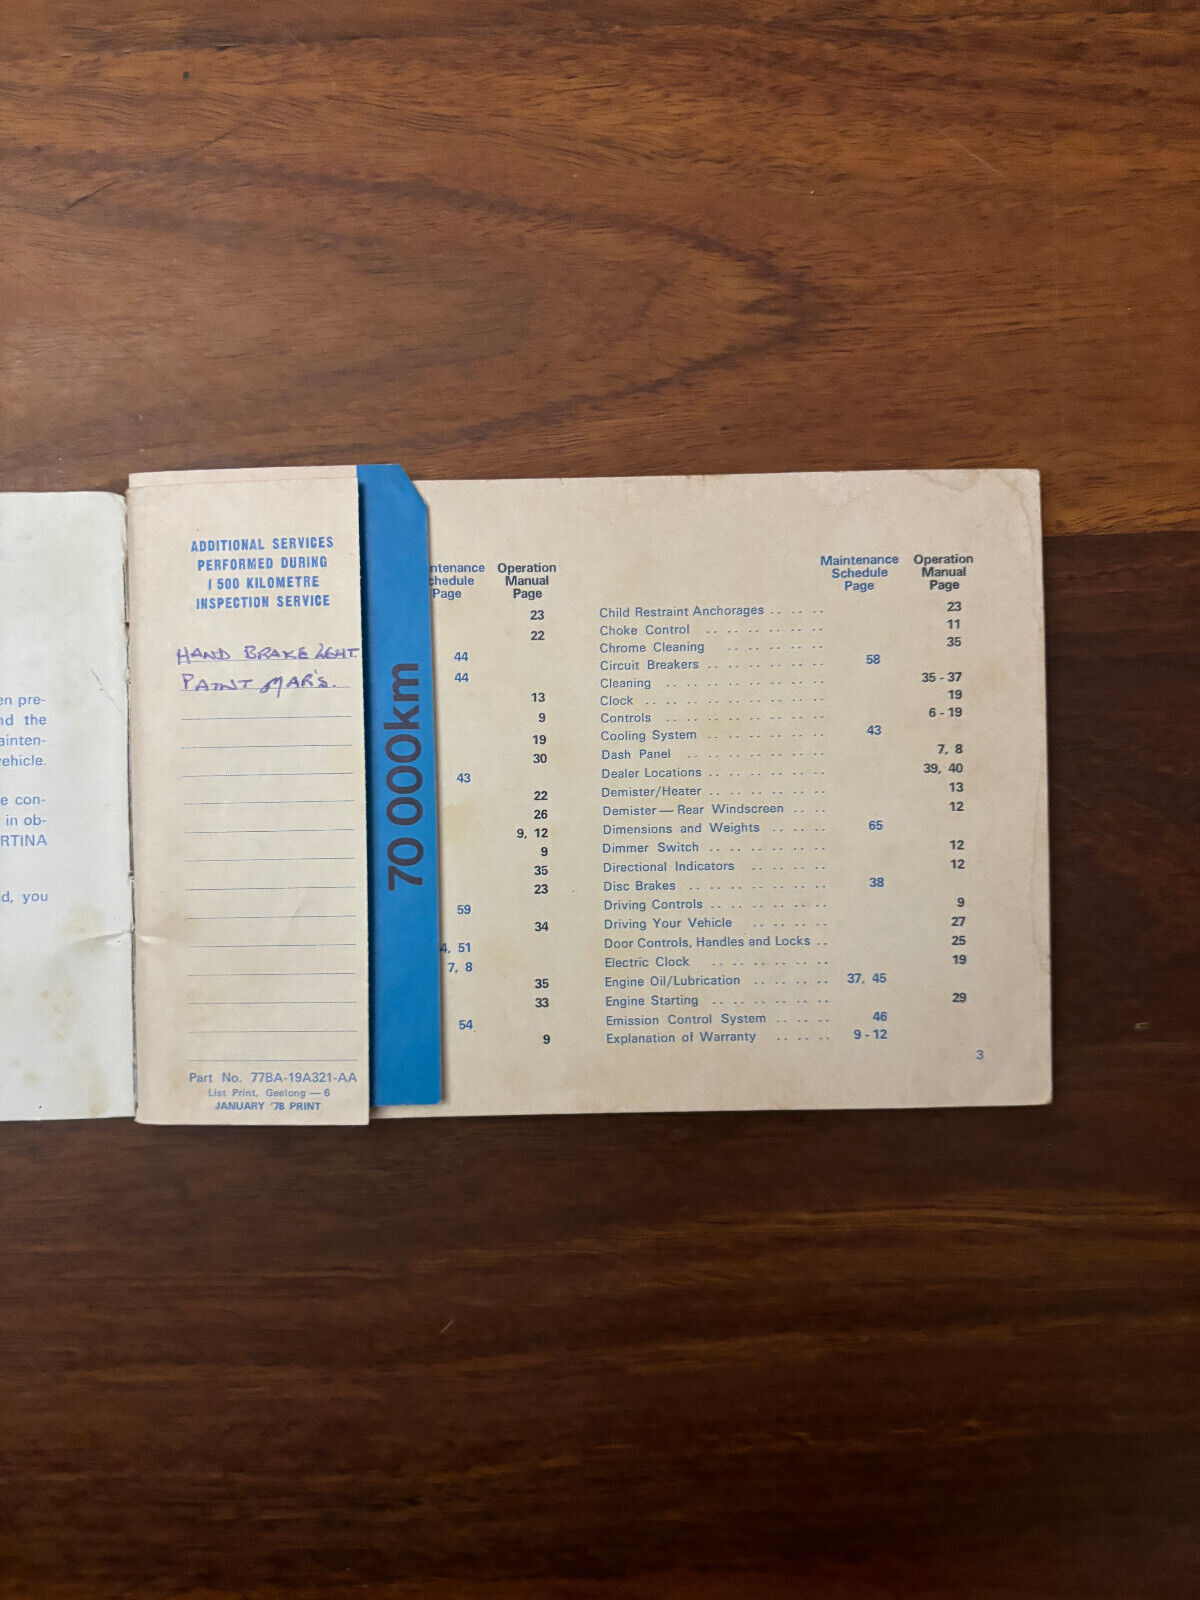 en pre-
nd the
ainten-
ehicle.
e con-
in ob-
RTINA
d, you
ADDITIONAL SERVICES
PERFORMED DURING
1 500 KILOMETRE
INSPECTION SERVICE
HAND BRAKE LGHT.
PAINT MAR'S.
Part No. 77BA-19A321-AA
List Print, Geelong — 6
JANUARY '78 PRINT
70 000km
ntenance Operation
chedule Manual
Page Page
23
22
44
44
13
9
19
30
43
22
26
9, 12
9
35
23
59
34
4, 51
7, 8
35
33
54
9
Maintenance Operation
Schedule Manual
Page Page
Child Restraint Anchorages .. .. .. 23
Choke Control .. .. .. .. .. .. 11
Chrome Cleaning .. .. .. .. .. 35
Circuit Breakers .. .. .. .. .. .. 58
Cleaning .. .. .. .. .. .. .. .. 35 - 37
Clock .. .. .. .. .. .. .. .. .. 19
Controls .. .. .. .. .. .. .. .. 6 - 19
Cooling System .. .. .. .. .. .. 43
Dash Panel .. .. .. .. .. .. .. 7, 8
Dealer Locations .. .. .. .. .. .. 39, 40
Demister/Heater .. .. .. .. .. .. 13
Demister — Rear Windscreen .. .. 12
Dimensions and Weights .. .. .. 65
Dimmer Switch .. .. .. .. .. .. 12
Directional Indicators .. .. .. .. 12
Disc Brakes .. .. .. .. .. .. .. 38
Driving Controls .. .. .. .. .. .. 9
Driving Your Vehicle .. .. .. .. 27
Door Controls, Handles and Locks .. 25
Electric Clock .. .. .. .. .. .. 19
Engine Oil/Lubrication .. .. .. .. 37, 45
Engine Starting .. .. .. .. .. .. 29
Emission Control System .. .. .. 46
Explanation of Warranty .. .. .. 9 - 12
3